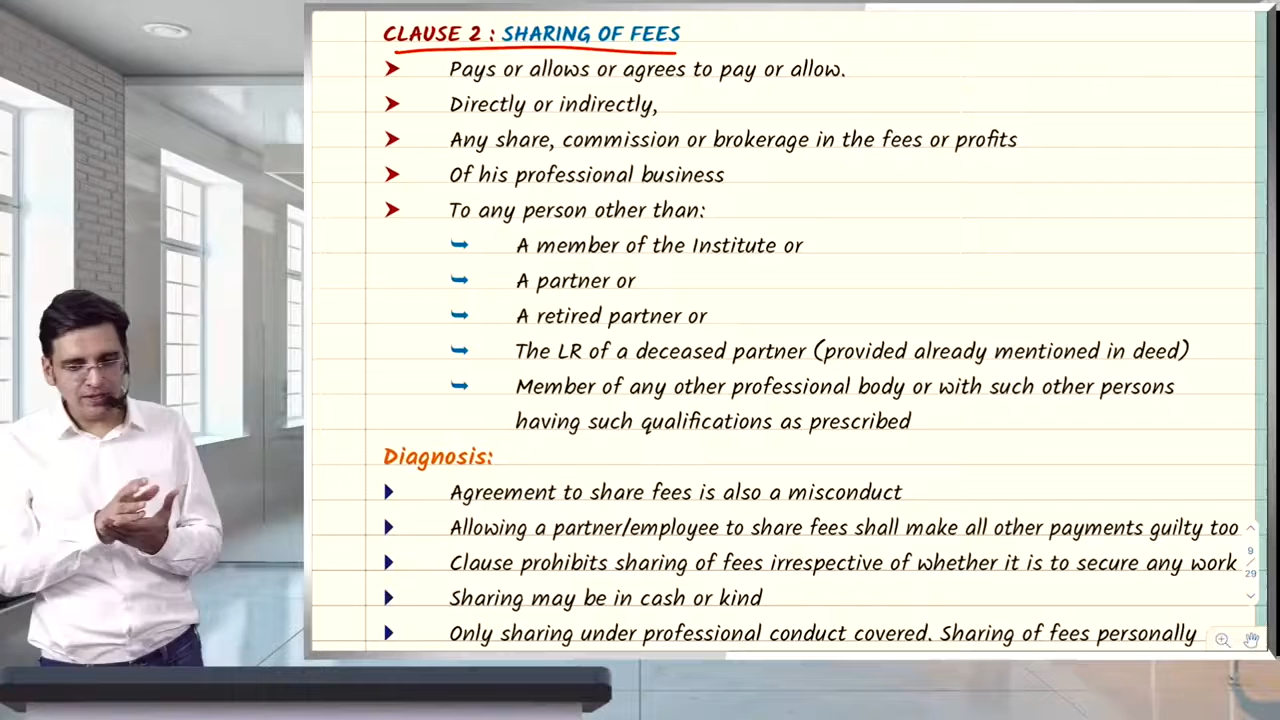 CLAUSE 2 : SHARING OF FEES
Pays or allows or agrees to pay or allow.
Directly or indirectly,
Any share, commission or brokerage in the fees or profits
Of his professional business
To any person other than:
A member of the Institute or
A partner or
A retired partner or
The LR of a deceased partner (provided already mentioned in deed)
Member of any other professional body or with such other persons
having such qualifications as prescribed
Diagnosis:
Agreement to share fees is also a misconduct
Allowing a partner/employee to share fees shall make all other payments guilty too
Clause prohibits sharing of fees irrespective of whether it is to secure any work
Sharing may be in cash or kind
Only sharing under professional conduct covered. Sharing of fees personally
9
/
29